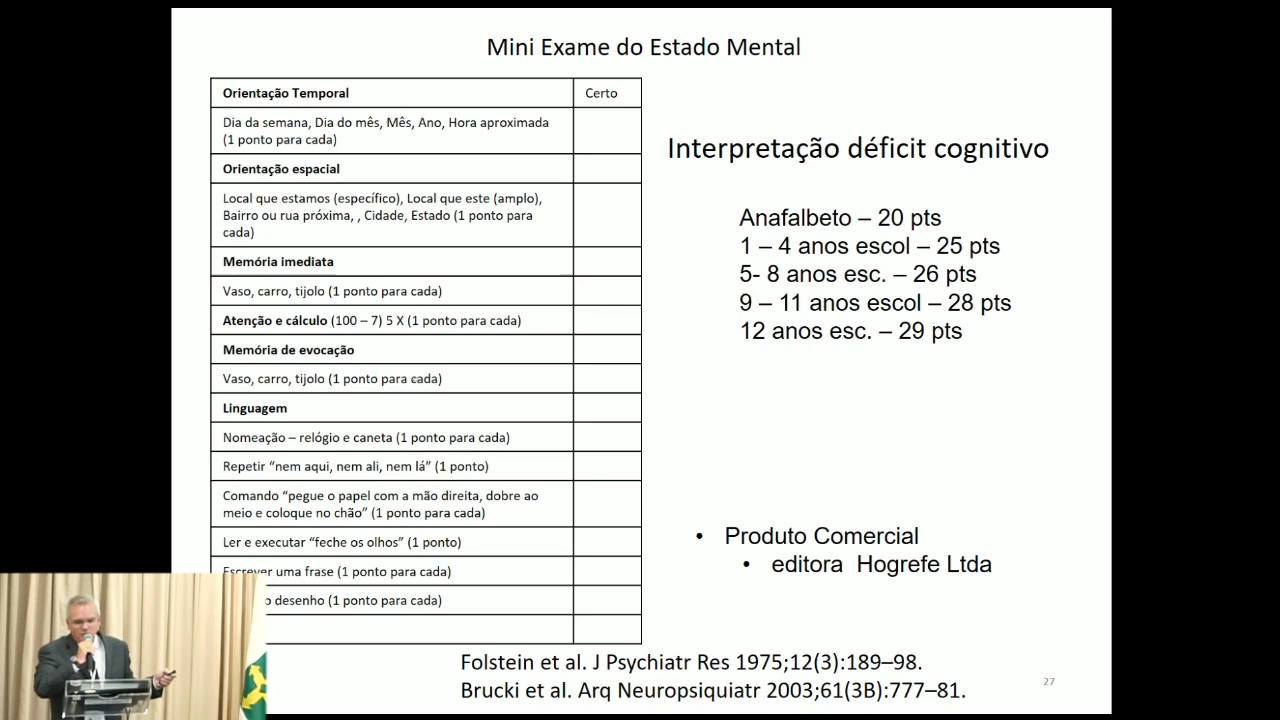 Mini Exame do Estado Mental
Orientação Temporal
Certo
Dia da semana, Dia do mês, Mês, Ano, Hora aproximada
(1 ponto para cada)
Orientação espacial
Local que estamos (específico), Local que este (amplo),
Bairro ou rua próxima, , Cidade, Estado (1 ponto para
cada)
Memória imediata
Vaso, carro, tijolo (1 ponto para cada)
Atenção e cálculo (100 – 7) 5 X (1 ponto para cada)
Memória de evocação
Vaso, carro, tijolo (1 ponto para cada)
Linguagem
Nomeação – relógio e caneta (1 ponto para cada)
Repetir “nem aqui, nem ali, nem lá” (1 ponto)
Comando “pegue o papel com a mão direita, dobre ao
meio e coloque no chão” (1 ponto para cada)
Ler e executar “feche os olhos” (1 ponto)
Escrever uma frase (1 ponto para cada)
desenho (1 ponto para cada)
Interpretação déficit cognitivo
Anafalbeto – 20 pts
1 – 4 anos escol – 25 pts
5- 8 anos esc. – 26 pts
9 – 11 anos escol – 28 pts
12 anos esc. – 29 pts
• Produto Comercial
• editora Hogrefe Ltda
Folstein et al. J Psychiatr Res 1975;12(3):189–98.
Brucki et al. Arq Neuropsiquiatr 2003;61(3B):777–81.
27